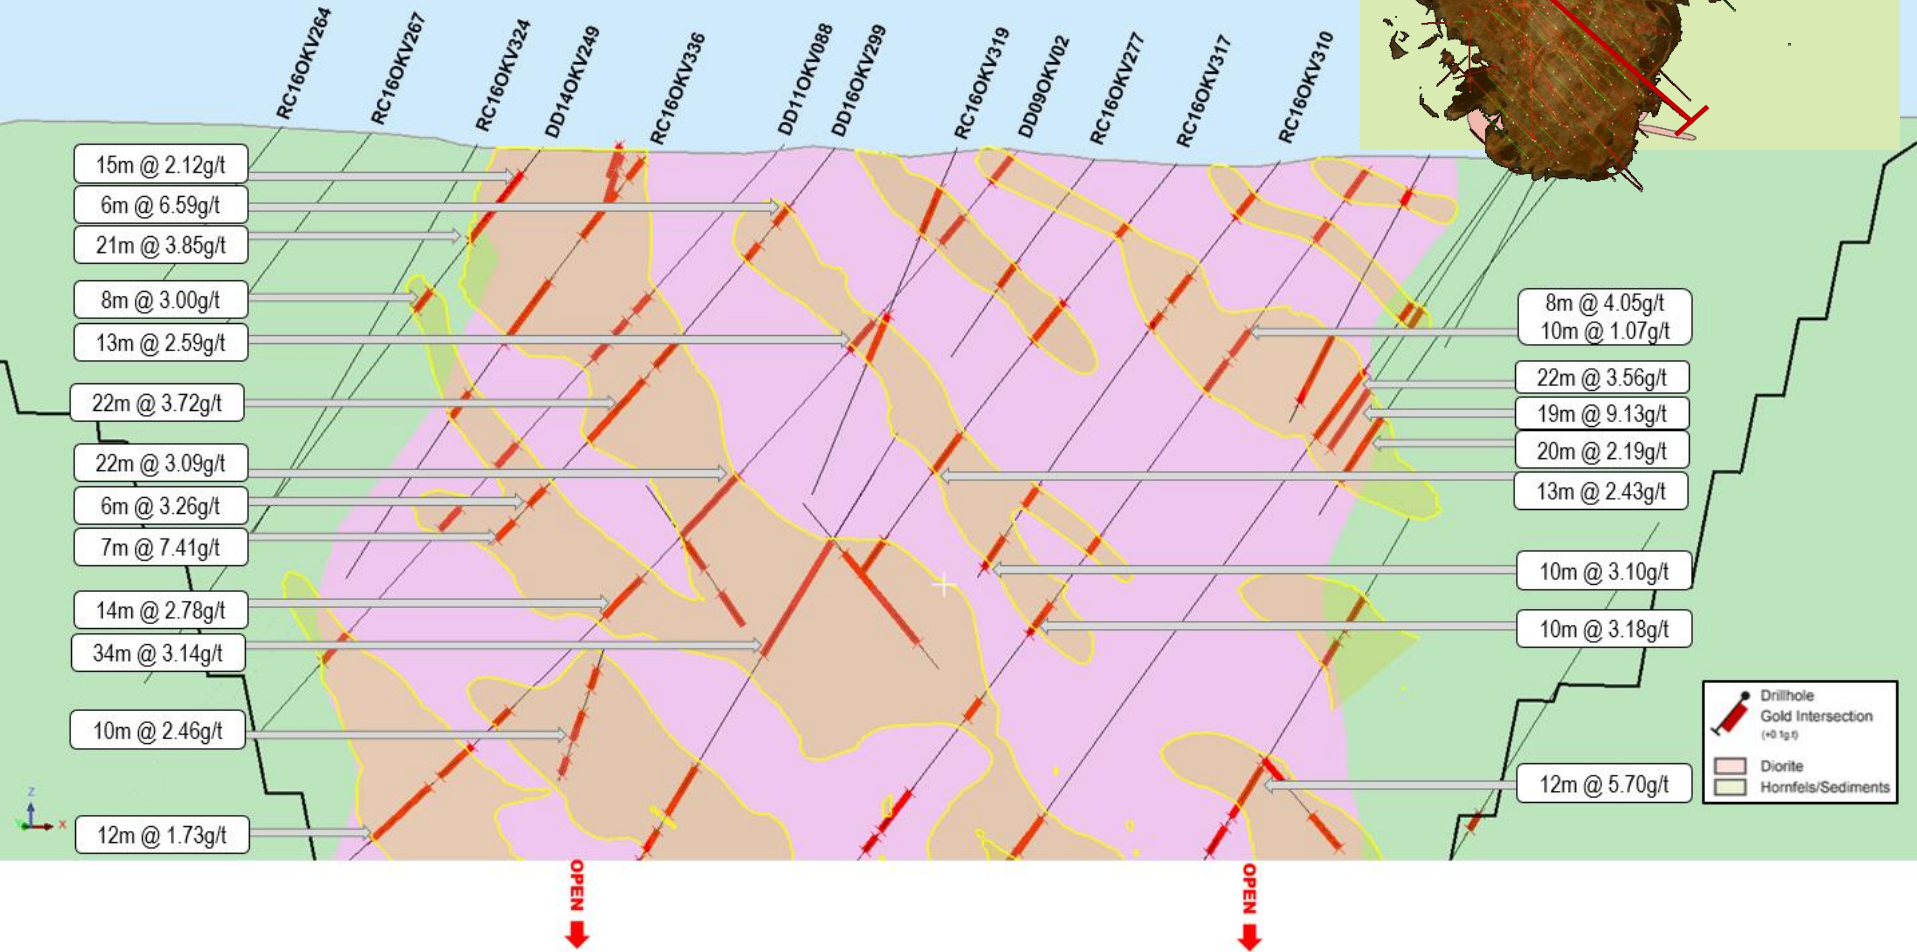 RC16OKV264
RC16OKV267
RC16OKV324
DD14OKV249
RC16OKV336
DD11OKV088
DD16OKV299
RC16OKV319
DD09OKV02
RC16OKV277
RC16OKV317
RC16OKV310
15m @ 2.12g/t
6m @ 6.59g/t
21m @ 3.85g/t
8m @ 3.00g/t
13m @ 2.59g/t
22m @ 3.72g/t
22m @ 3.09g/t
6m @ 3.26g/t
7m @ 7.41g/t
14m @ 2.78g/t
34m @ 3.14g/t
10m @ 2.46g/t
12m @ 1.73g/t
8m @ 4.05g/t
10m @ 1.07g/t
22m @ 3.56g/t
19m @ 9.13g/t
20m @ 2.19g/t
13m @ 2.43g/t
10m @ 3.10g/t
10m @ 3.18g/t
12m @ 5.70g/t
Drillhole
Gold Intersection
(+0.1g.t)
Diorite
Hornfels/Sediments
Z
X
OPEN
OPEN